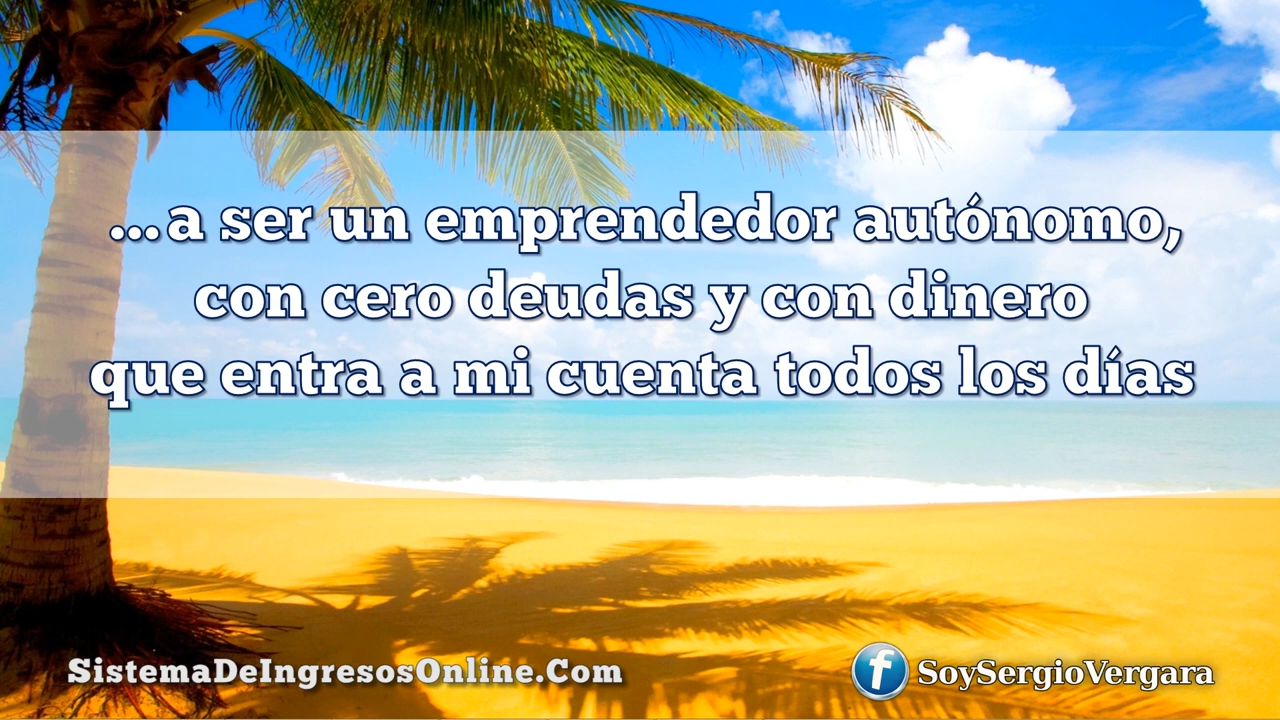 ...a ser un emprendedor autónomo,
con cero deudas y con dinero
que entra a mi cuenta todos los días
SistemaDeIngresosOnline.Com
f SoySergioVergara